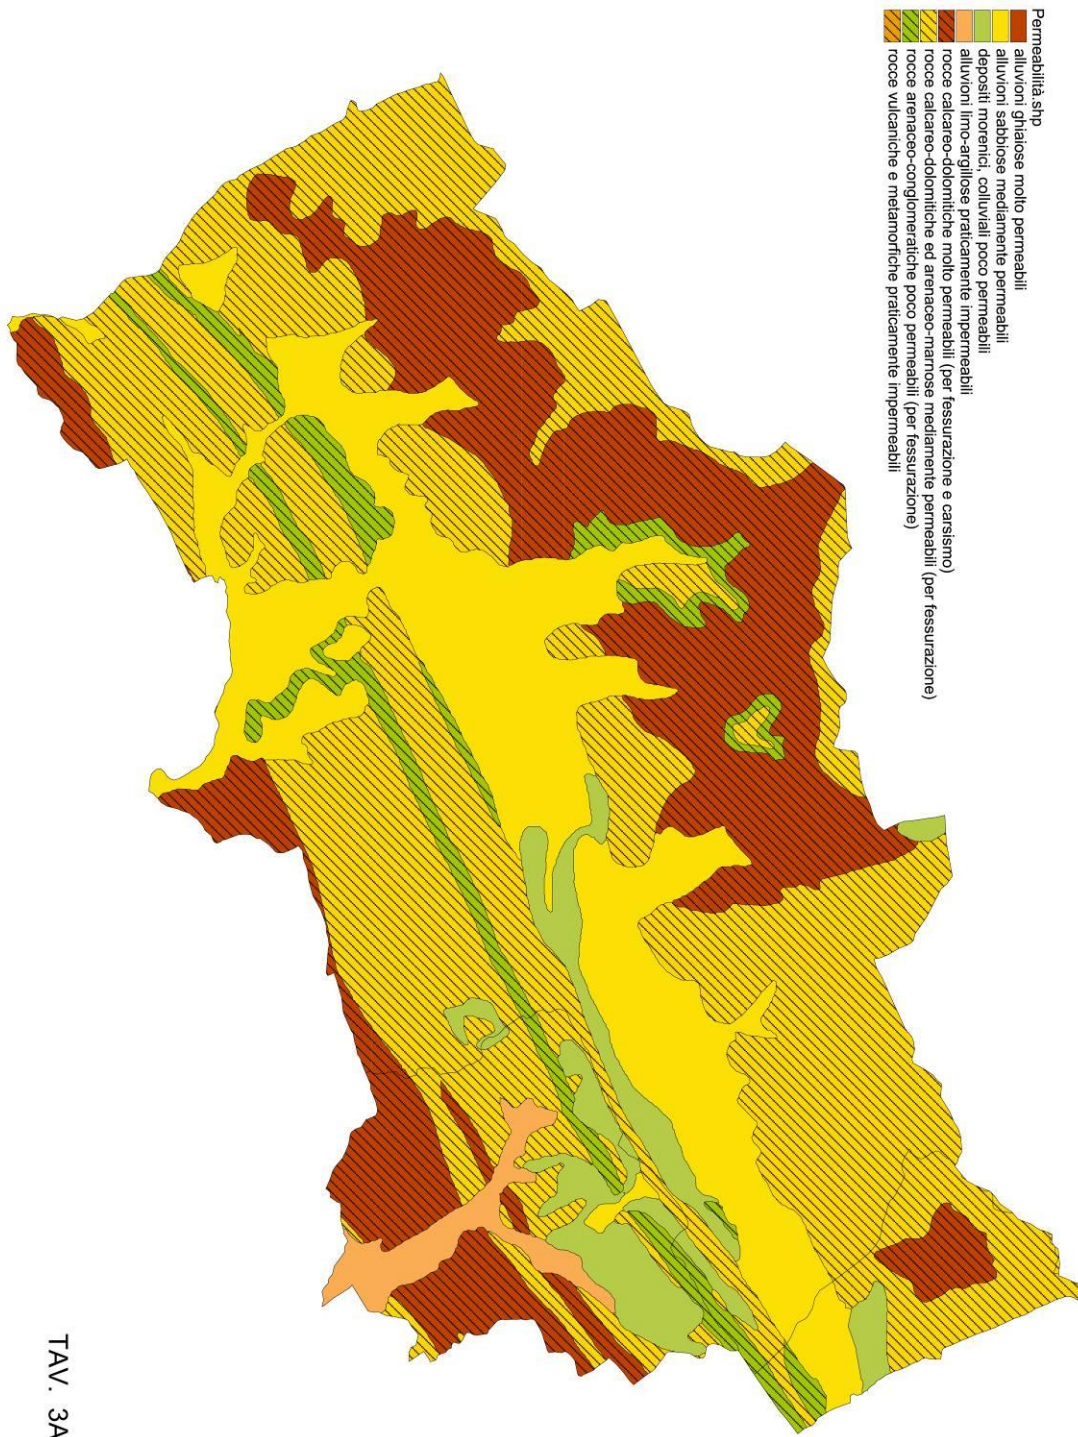 Permeabilità.shp
alluvioni ghiaiose molto permeabili
alluvioni sabbiose mediamente permeabili
depositi morenici, colluviali poco permeabili
alluvioni limo-argillose praticamente impermeabili
rocce calcareo-dolomitiche molto permeabili (per fessurazione e carsismo)
rocce calcareo-dolomitiche ed arenaceo-marnose mediamente permeabili (per fessurazione)
rocce arenaceo-conglomeratiche poco permeabili (per fessurazione)
rocce vulcaniche e metamorfiche praticamente impermeabili
TAV. 3A